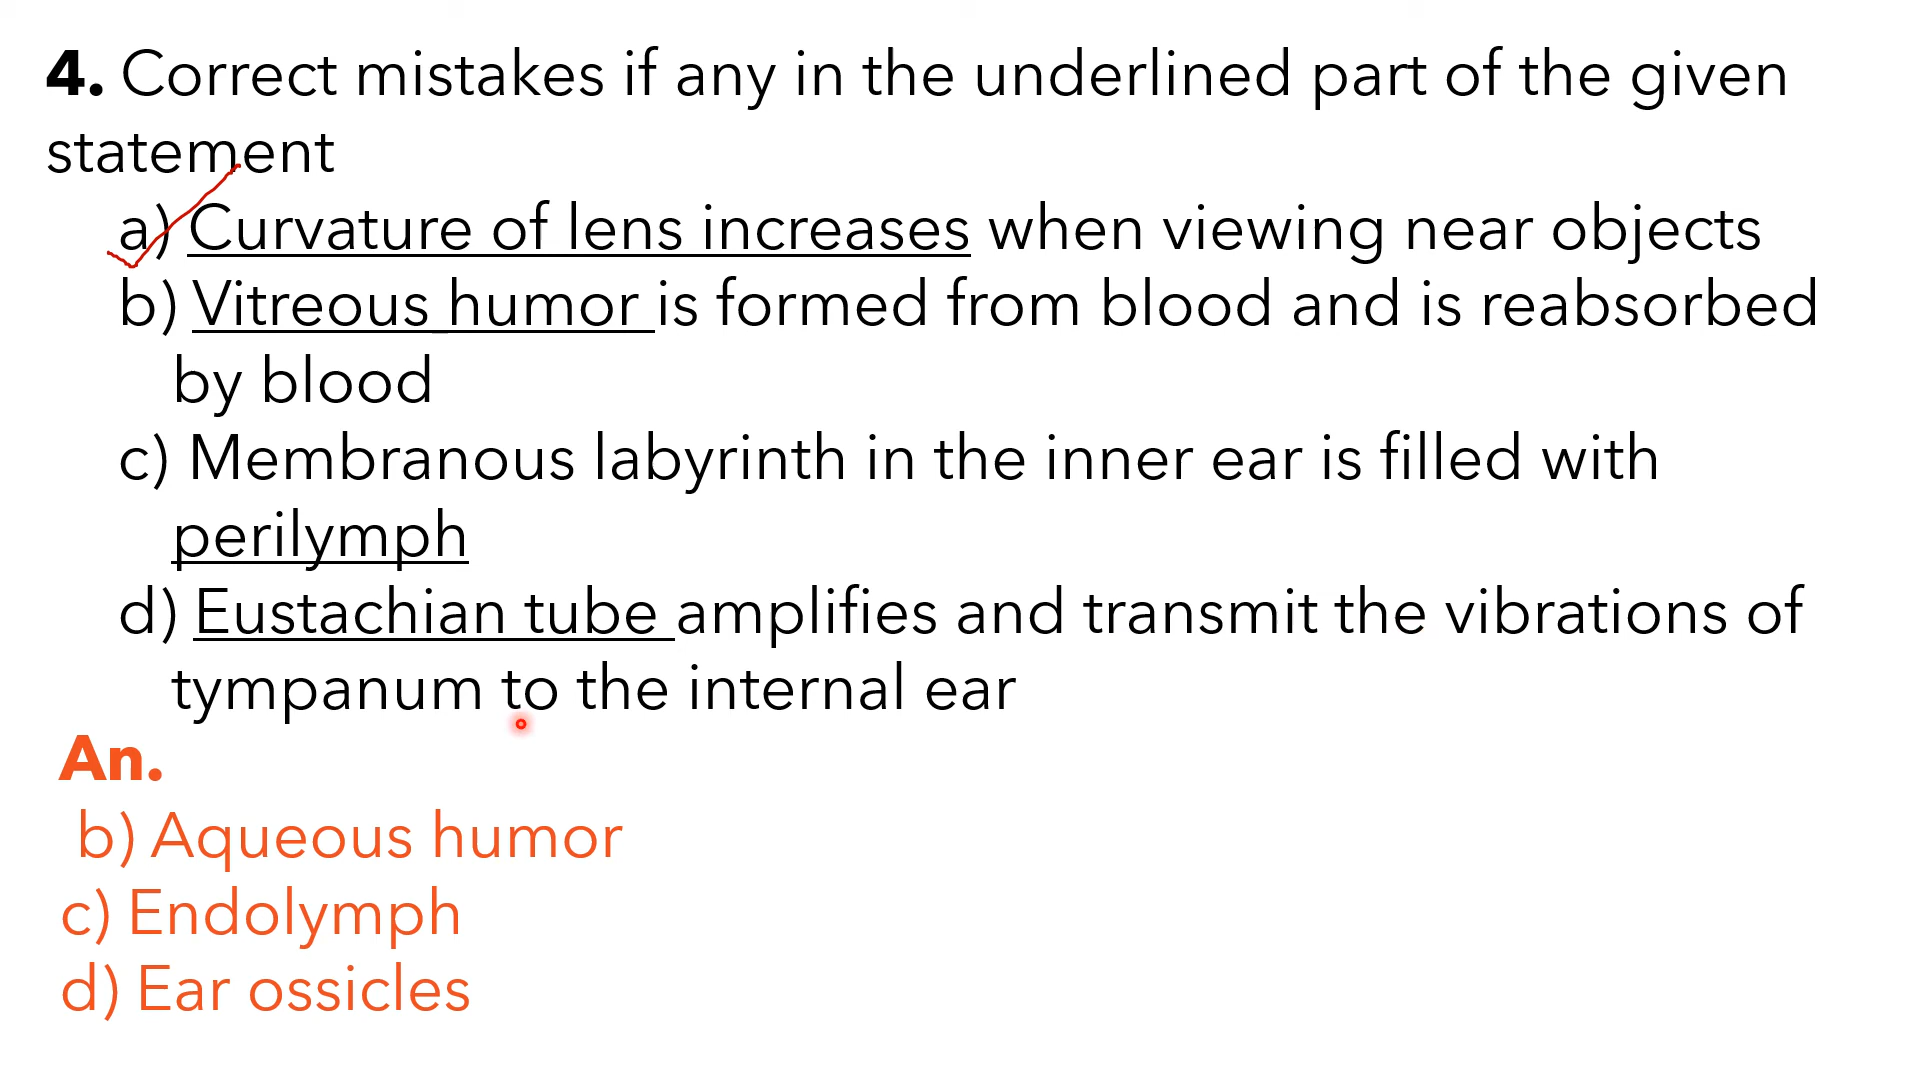 4. Correct mistakes if any in the underlined part of the given
statement
a) Curvature of lens increases when viewing near objects
b) Vitreous humor is formed from blood and is reabsorbed
by blood
c) Membranous labyrinth in the inner ear is filled with
perilymph
d) Eustachian tube amplifies and transmit the vibrations of
tympanum to the internal ear
An.
b) Aqueous humor
c) Endolymph
d) Ear ossicles